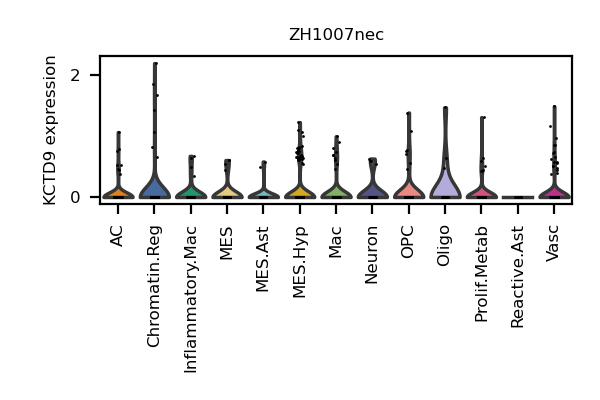 ZH1007nec
KCTD9 expression
2
0
AC
Chromatin.Reg
Inflammatory.Mac
MES
MES.Ast
MES.Hyp
Mac
Neuron
OPC
Oligo
Prolif.Metab
Reactive.Ast
Vasc